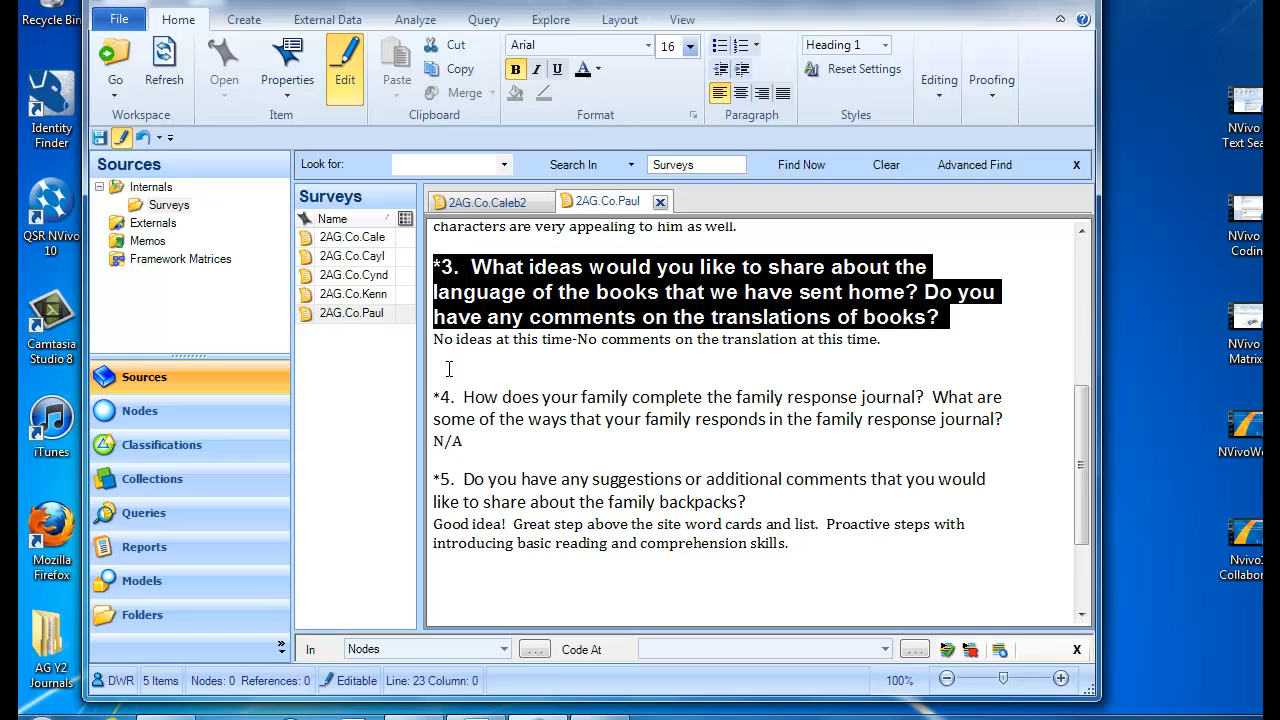 Recycle Bin
Identity
Finder
QSR NVivo
10
Camtasia
Studio 8
iTunes
Mozilla
Firefox
AG Y2
Journals
File Home Create External Data Analyze Query Explore Layout View
Go Refresh Open Properties Edit Paste Cut Copy Merge
Arial 16
B I U A
Heading 1
Reset Settings
Editing Proofing
Workspace Item Clipboard Format Paragraph Styles
Sources
Internals
Surveys
Externals
Memos
Framework Matrices
Sources
Nodes
Classifications
Collections
Queries
Reports
Models
Folders
Look for: Search In Surveys Find Now Clear Advanced Find X
Surveys
Name
2AG.Co.Cale
2AG.Co.Cayl
2AG.Co.Cynd
2AG.Co.Kenn
2AG.Co.Paul
2AG.Co.Caleb2 2AG.Co.Paul
characters are very appealing to him as well.
*3. What ideas would you like to share about the
language of the books that we have sent home? Do you
have any comments on the translations of books?
No ideas at this time-No comments on the translation at this time.
*4. How does your family complete the family response journal? What are
some of the ways that your family responds in the family response journal?
N/A
*5. Do you have any suggestions or additional comments that you would
like to share about the family backpacks?
Good idea! Great step above the site word cards and list. Proactive steps with
introducing basic reading and comprehension skills.
In Nodes ... Code At ... X
DWR 5 Items Nodes: 0 References: 0 Editable Line: 23 Column: 0 100%
NVivo
Text Sea
NVivo
Coding
NVivo
Matrix
NVivoWo
Nvivo
Collabor